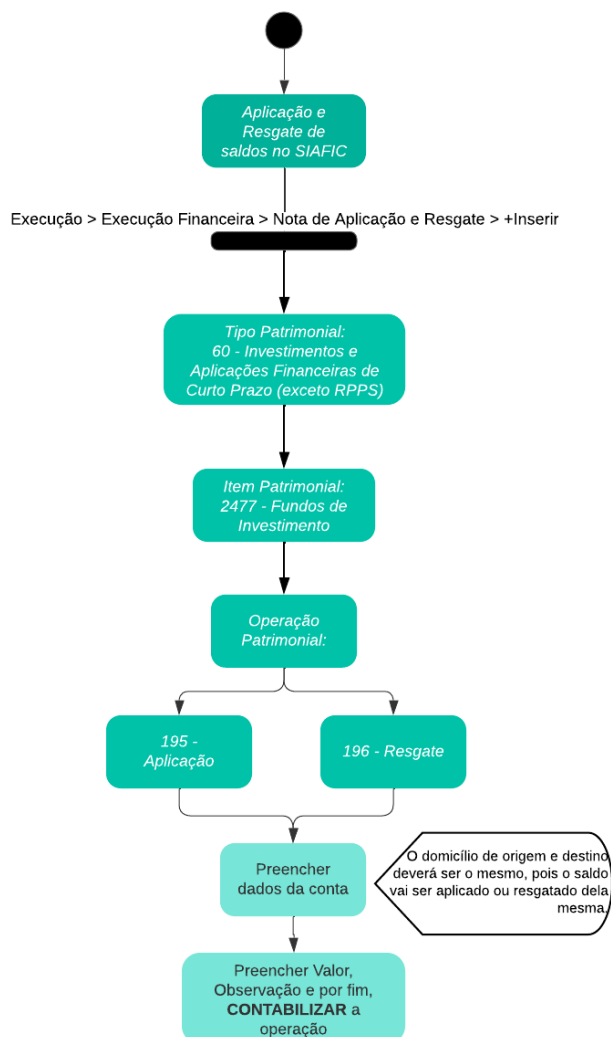 Aplicação e
Resgate de
saldos no SIAFIC
Execução > Execução Financeira > Nota de Aplicação e Resgate > +Inserir
Tipo Patrimonial:
60 - Investimentos e
Aplicações Financeiras de
Curto Prazo (exceto RPPS)
Item Patrimonial:
2477 - Fundos de
Investimento
Operação
Patrimonial:
195 -
Aplicação
196 - Resgate
Preencher
dados da conta
O domicílio de origem e destino
deverá ser o mesmo, pois o saldo
vai ser aplicado ou resgatado dela
mesma.
Preencher Valor,
Observação e por fim,
CONTABILIZAR a
operação